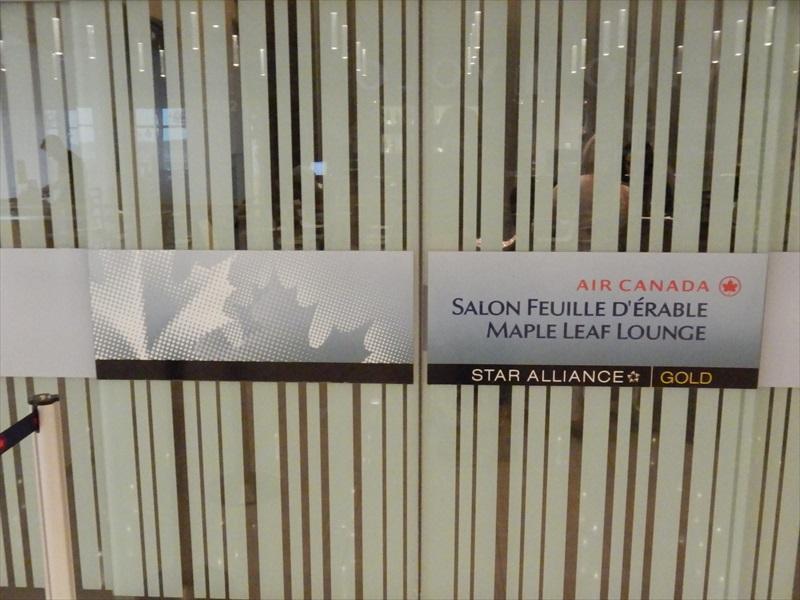 AIR CANADA
SALON FEUILLE D'ÉRABLE
MAPLE LEAF LOUNGE
STAR ALLIANCE GOLD